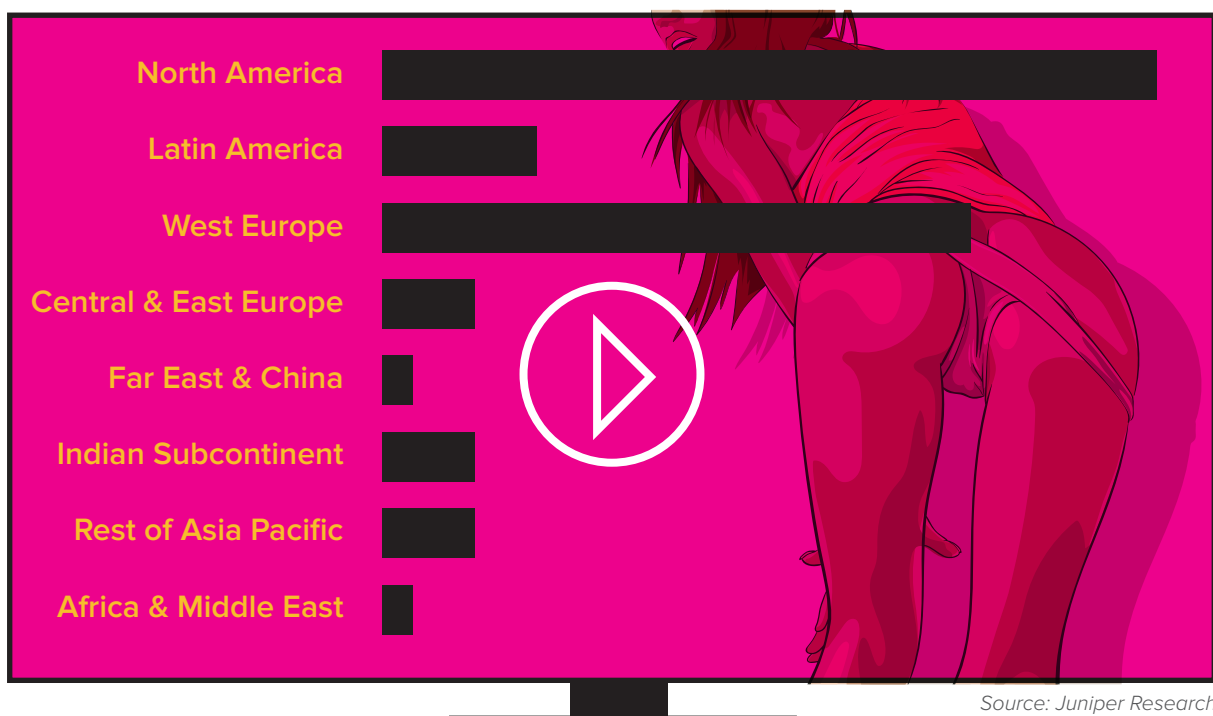 North America
Latin America
West Europe
Central & East Europe
Far East & China
Indian Subcontinent
Rest of Asia Pacific
Africa & Middle East
Source: Juniper Research